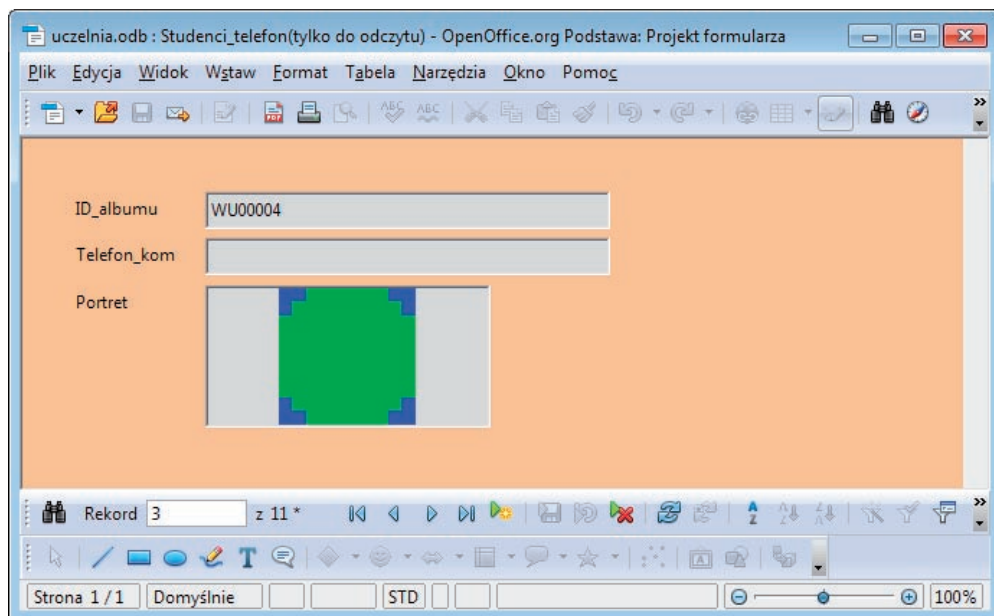 uczelnia.odb : Studenci_telefon(tylko do odczytu) - OpenOffice.org Podstawa: Projekt formularza
Plik Edycja Widok Wstaw Format Tabela Narzędzia Okno Pomoc
ID_albumu WU00004
Telefon_kom
Portret
Rekord 3 z 11 *
Strona 1 / 1 Domyślnie STD 100%